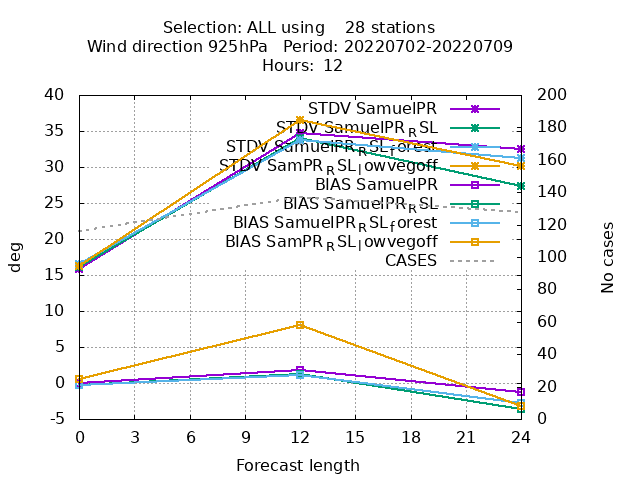 Selection: ALL using 28 stations
Wind direction 925hPa Period: 20220702-20220709
Hours: 12
40 200
35 180
30 160
25 140
20 120
15 100
10 80
5 60
0 40
-5 20
0
deg
No cases
STDV SamuelPR
STDV SamuelPR_RSL
STDV SamuelPR_RSL_forest
STDV SamPR_RSL_lowvegoff
BIAS SamuelPR
BIAS SamuelPR_RSL
BIAS SamuelPR_RSL_forest
BIAS SamPR_RSL_lowvegoff
CASES
0 3 6 9 12 15 18 21 24
Forecast length